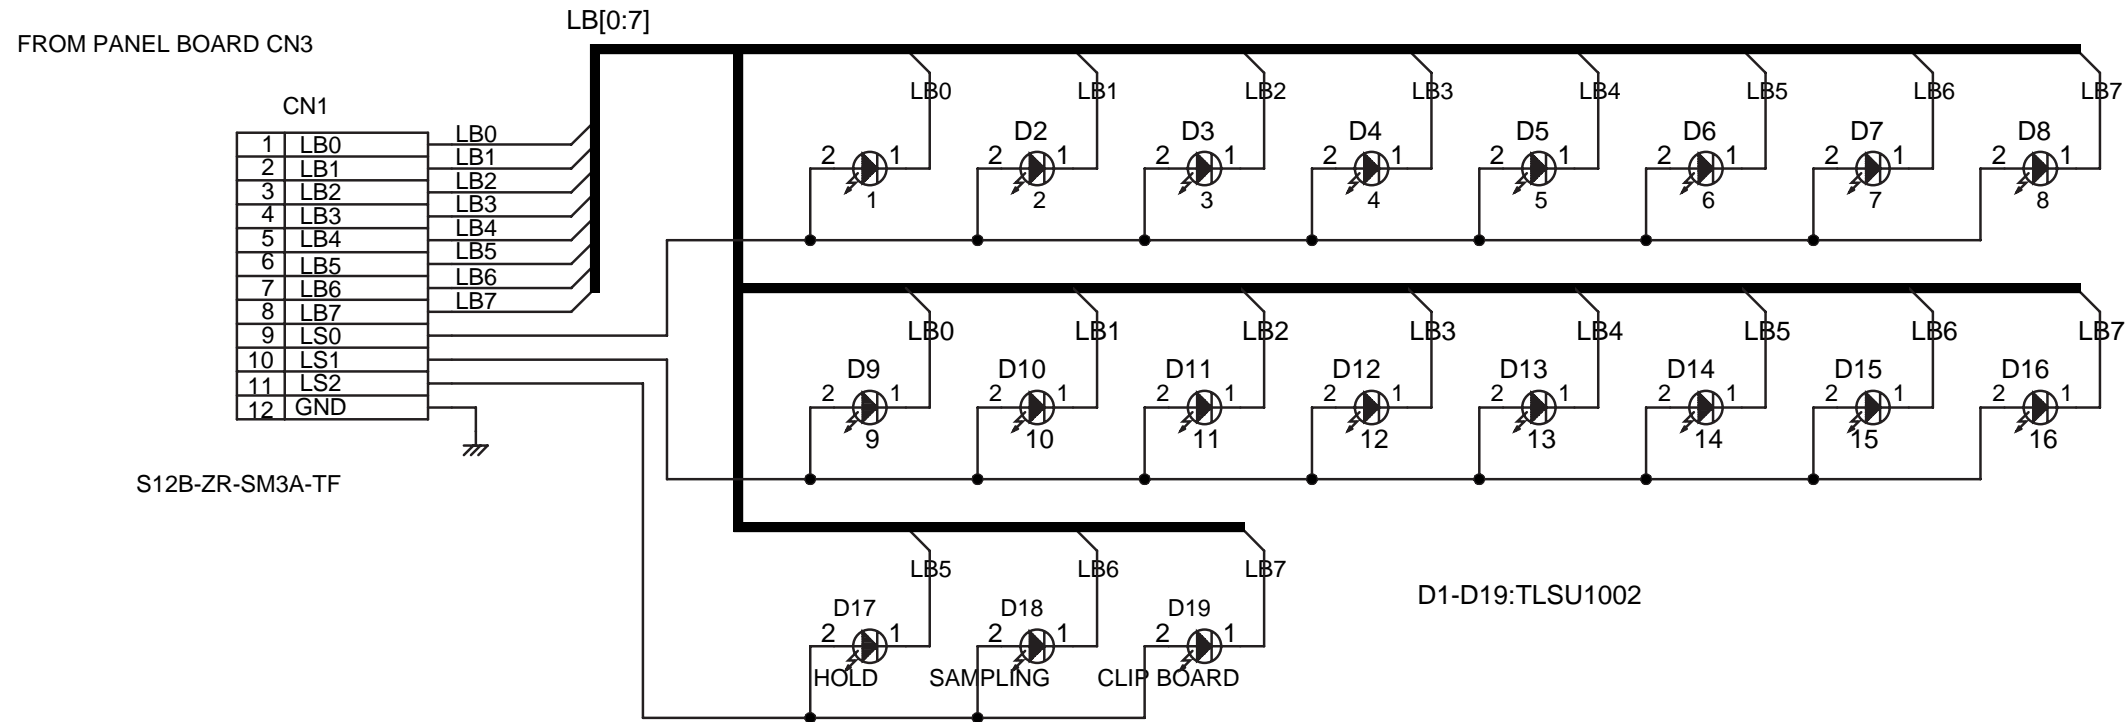 LB[0:7]
FROM PANEL BOARD CN3
CN1
1 LB0 LB0
2 LB1 LB1
3 LB2 LB2
4 LB3 LB3
5 LB4 LB4
6 LB5 LB5
7 LB6 LB6
8 LB7 LB7
9 LS0
10 LS1
11 LS2
12 GND
S12B-ZR-SM3A-TF
LB0 LB1 LB2 LB3 LB4 LB5 LB6 LB7
D2 D3 D4 D5 D6 D7 D8
2 1 2 1 2 1 2 1 2 1 2 1 2 1 2 1
1 2 3 4 5 6 7 8
LB0 LB1 LB2 LB3 LB4 LB5 LB6 LB7
D9 D10 D11 D12 D13 D14 D15 D16
2 1 2 1 2 1 2 1 2 1 2 1 2 1 2 1
9 10 11 12 13 14 15 16
LB5 LB6 LB7
D1-D19:TLSU1002
D17 D18 D19
2 1 2 1 2 1
HOLD SAMPLING CLIP BOARD